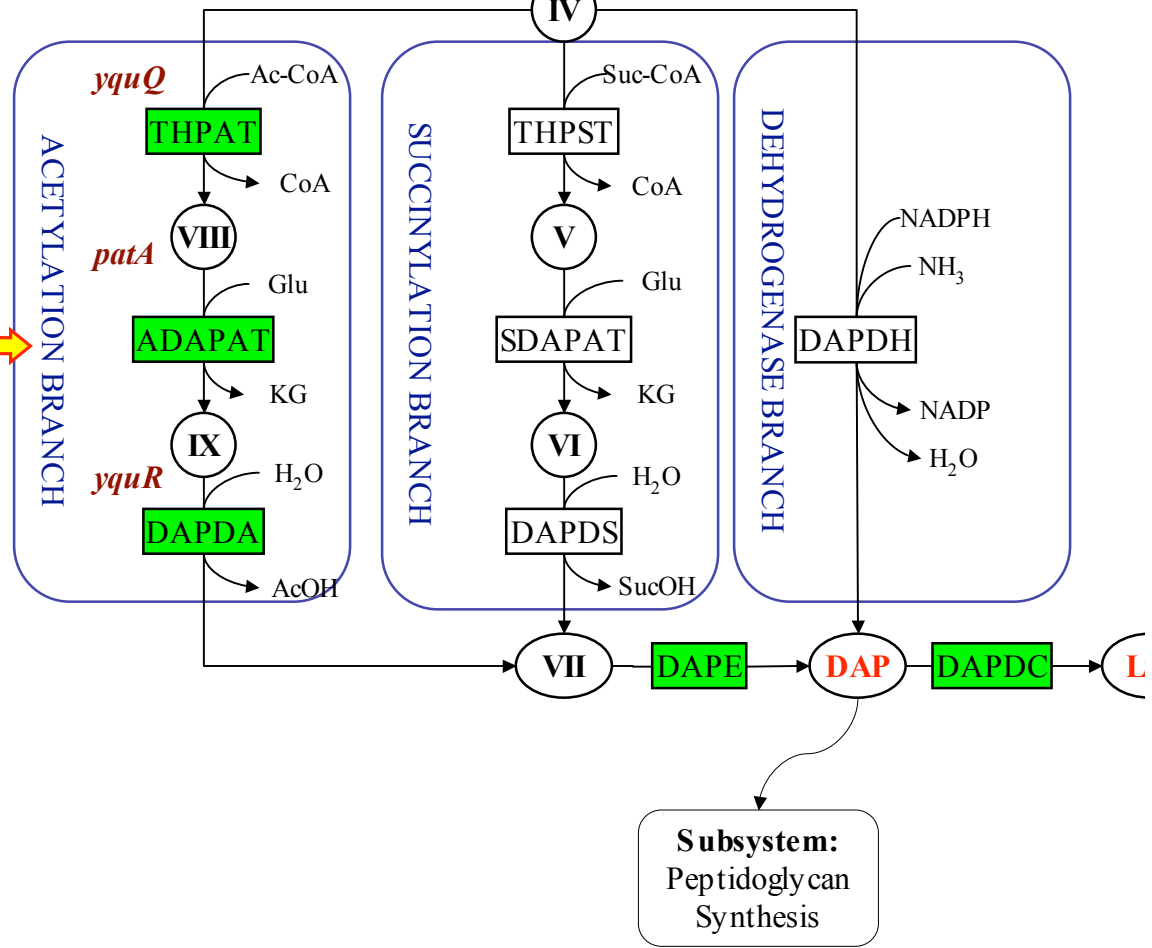 IV
yquQ
Ac-CoA
THPAT
CoA
VIII
patA
Glu
ADAPAT
KG
IX
yquR
H2O
DAPDA
AcOH
ACETYLATION BRANCH
Suc-CoA
THPST
CoA
V
Glu
SDAPAT
KG
VI
H2O
DAPDS
SucOH
SUCCINYLATION BRANCH
DEHYDROGENASE BRANCH
NADPH
NH3
DAPDH
NADP
H2O
VII
DAPE
DAP
DAPDC
L
Subsystem:
Peptidoglycan
Synthesis